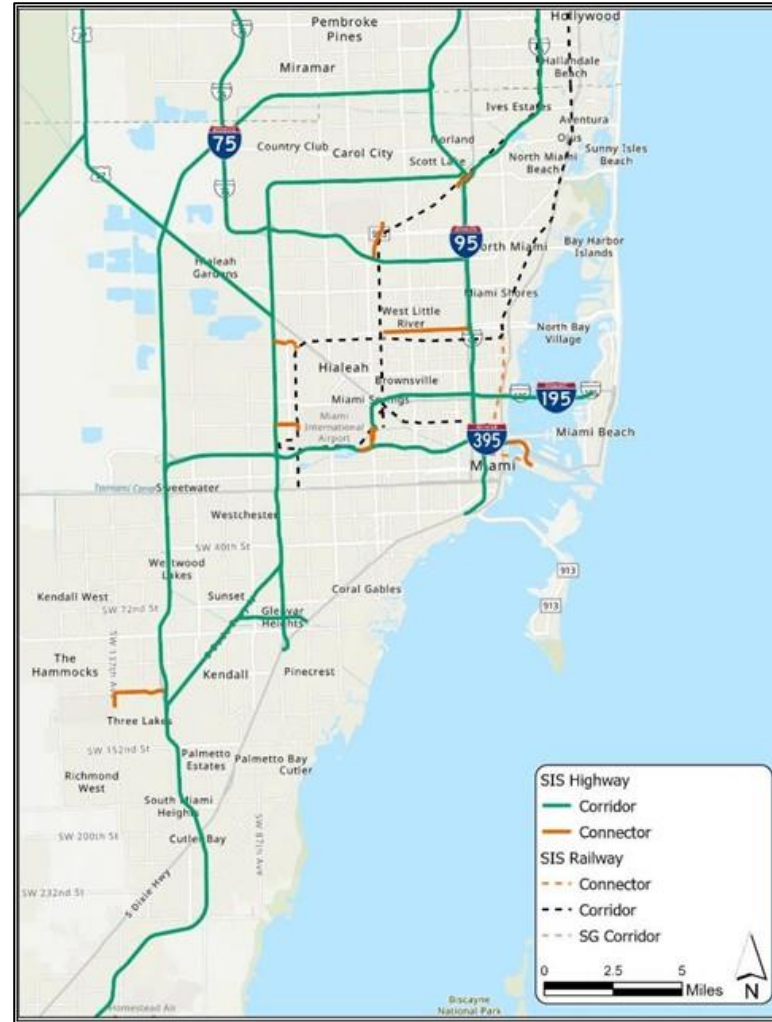 Hollywood
Pembroke
Pines
Hallandale
Beach
Miramar
Ives Estates
Aventura
Ojus
Sunny Isles
Beach
75
Country Club
Carol City
Norland
Scott Lake
North Miami
Beach
95
North Miami
Bay Harbor
Islands
Hialeah
Gardens
Miami Shores
West Little
River
North Bay
Village
Hialeah
Brownsville
Miami Springs
195
Miami
International
Airport
Miami Beach
395
Miami
Tamiami Canal
Sweetwater
Westchester
SW 40th St
Westwood
Lakes
913
Coral Gables
Kendall West
Sunset
SW 72nd St
913
Glenvar
Heights
The
Hammocks
SW 137th Ave
Kendall
Pinecrest
Three Lakes
SW 152nd St
Palmetto
Estates
Palmetto Bay
Cutler
Richmond
West
South Miami
Heights
SW 87th Ave
SW 200th St
Cutler Bay
SW 232nd St
S Dixie Hwy
Homestead Air
Biscayne
National Park
SIS Highway
Corridor
Connector
SIS Railway
Connector
Corridor
SG Corridor
0 2.5 5
Miles
N